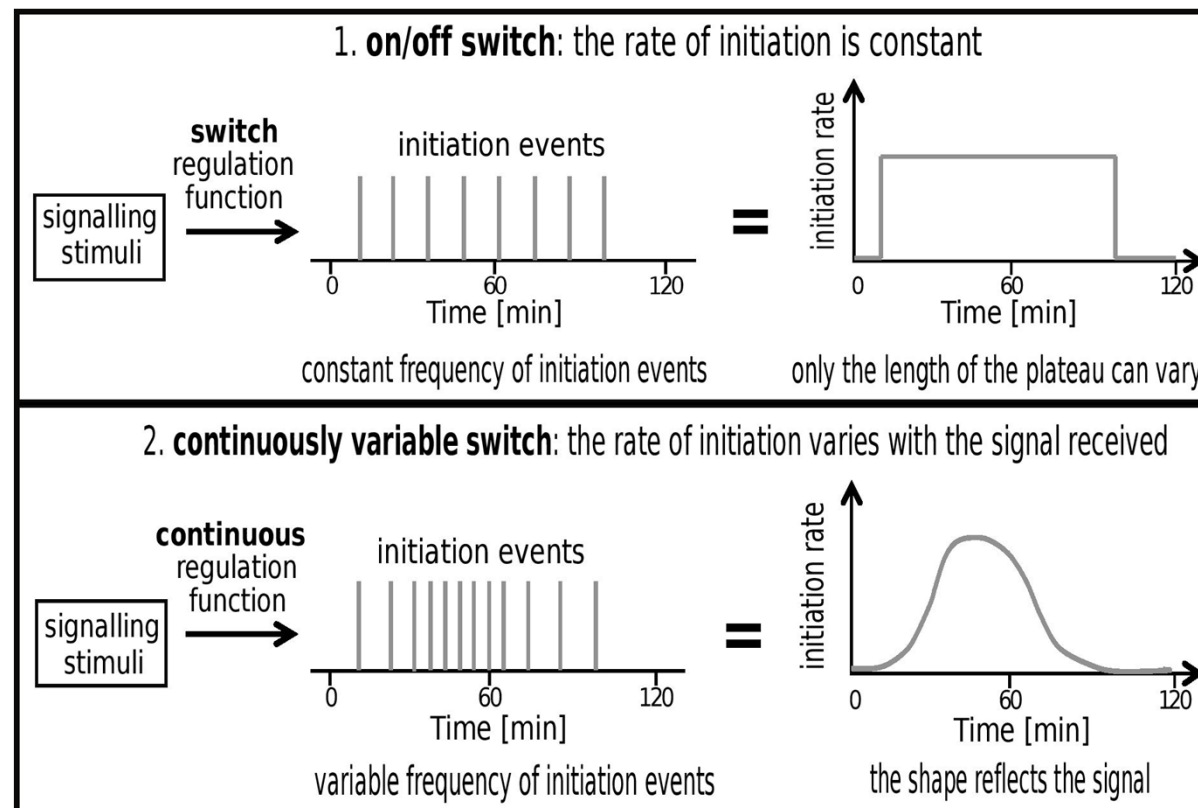 1. on/off switch: the rate of initiation is constant
switch
regulation
function
signalling
stimuli
initiation events
0
60
120
Time [min]
constant frequency of initiation events
=
initiation rate
0
60
120
Time [min]
only the length of the plateau can vary
2. continuously variable switch: the rate of initiation varies with the signal received
continuous
regulation
function
signalling
stimuli
initiation events
0
60
120
Time [min]
variable frequency of initiation events
=
initiation rate
0
60
120
Time [min]
the shape reflects the signal